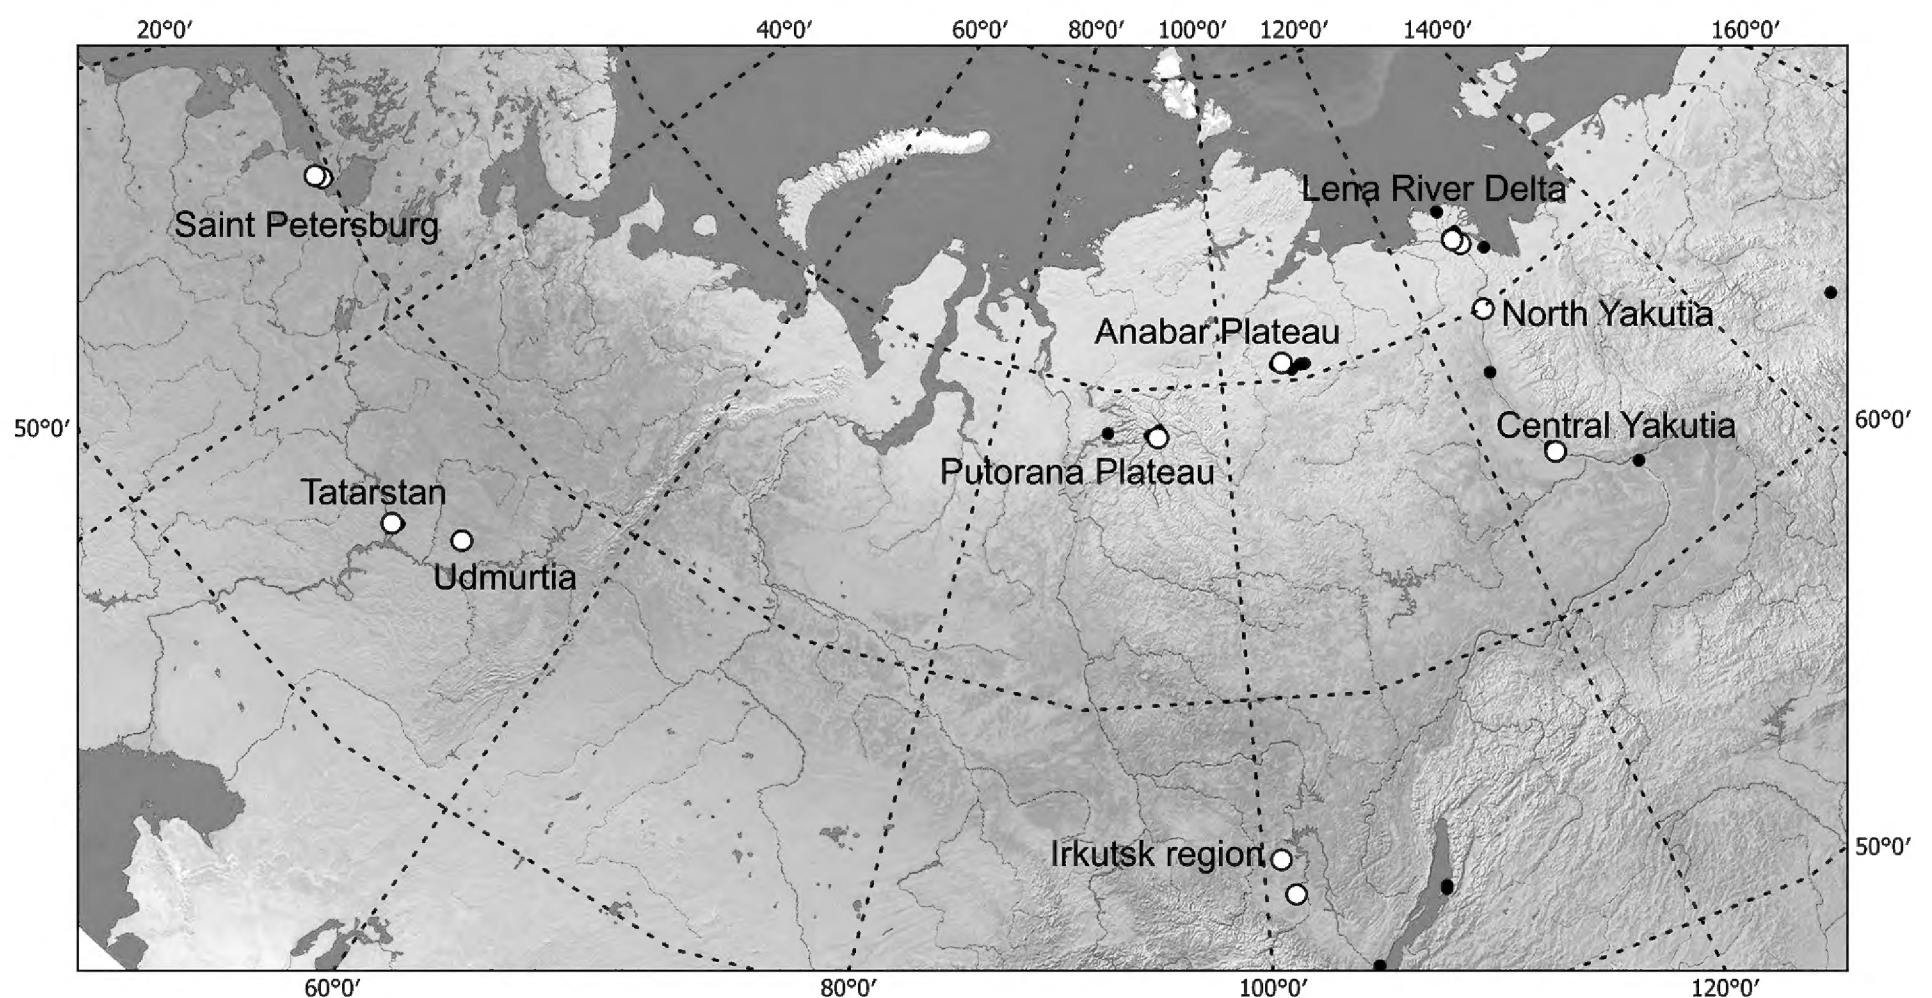 20°0′ 40°0′ 60°0′ 80°0′ 100°0′ 120°0′ 140°0′ 160°0′
Lena River Delta
Saint Petersburg
North Yakutia
Anabar Plateau
50°0′ 60°0′
Central Yakutia
Putorana Plateau
Tatarstan
Udmurtia
Irkutsk region
50°0′
60°0′ 80°0′ 100°0′ 120°0′